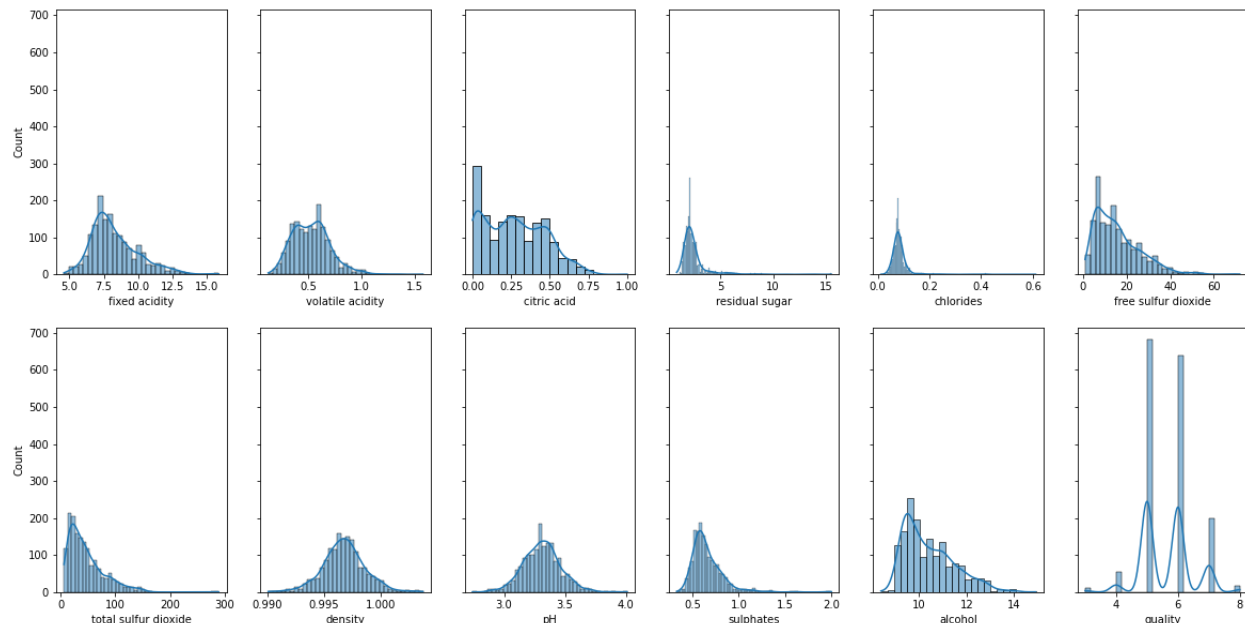 700
600
500
400
300
200
100
0
Count
5.0 7.5 10.0 12.5 15.0
fixed acidity
0.5 1.0 1.5
volatile acidity
0.00 0.25 0.50 0.75 1.00
citric acid
5 10 15
residual sugar
0.0 0.2 0.4 0.6
chlorides
0 20 40 60
free sulfur dioxide
700
600
500
400
300
200
100
0
Count
0 100 200 300
total sulfur dioxide
0.990 0.995 1.000
density
3.0 3.5 4.0
pH
0.5 1.0 1.5 2.0
sulphates
10 12 14
alcohol
4 6 8
quality